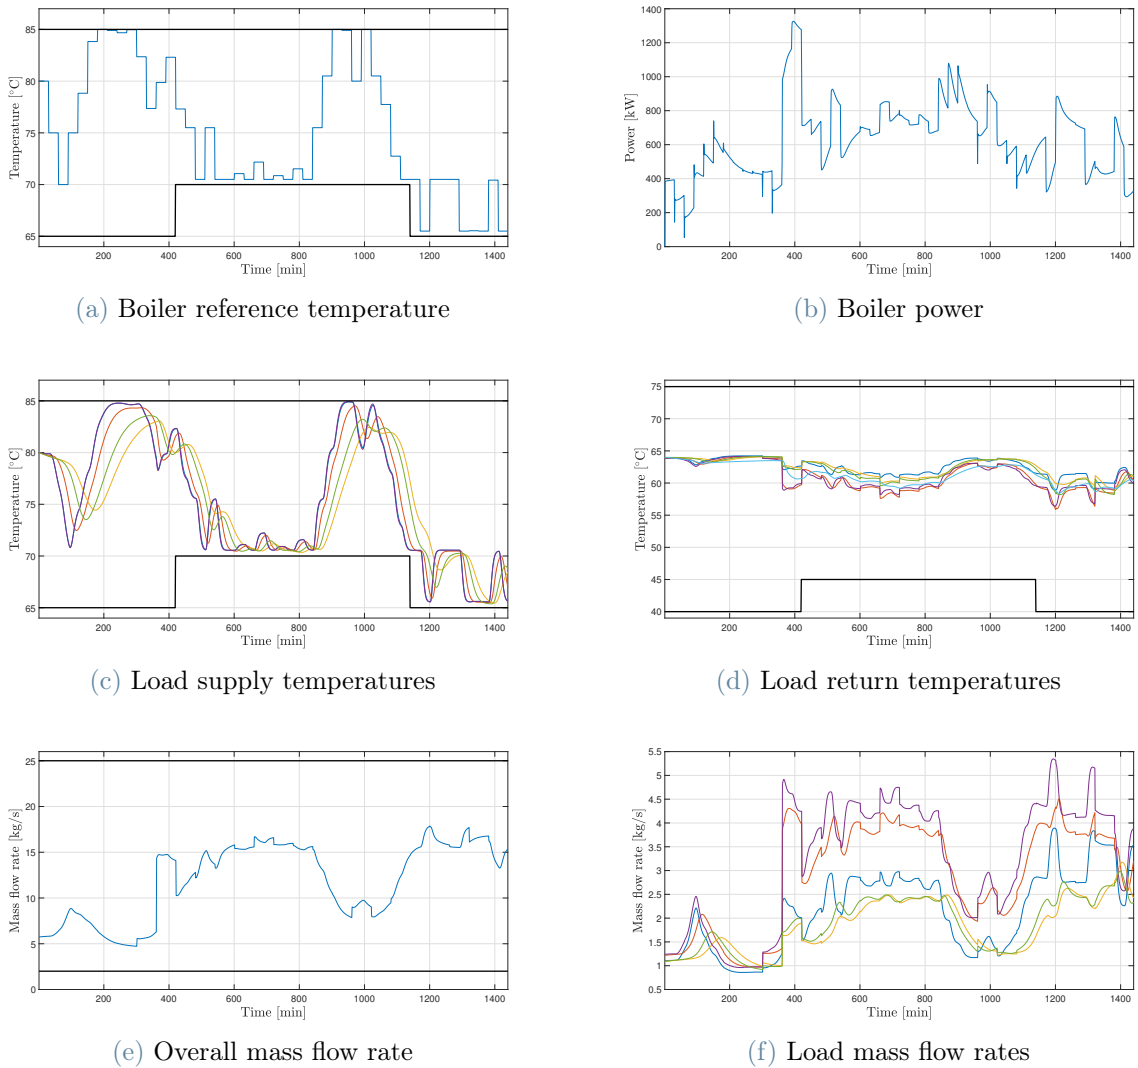 85
80
75
70
65
Temperature [°C]
200 400 600 800 1000 1200 1400
Time [min]
(a) Boiler reference temperature
1400
1200
1000
800
600
400
200
0
Power [kW]
200 400 600 800 1000 1200 1400
Time [min]
(b) Boiler power
85
80
75
70
65
Temperature [°C]
200 400 600 800 1000 1200 1400
Time [min]
(c) Load supply temperatures
75
70
65
60
55
50
45
40
Temperature [°C]
200 400 600 800 1000 1200 1400
Time [min]
(d) Load return temperatures
25
20
15
10
5
0
Mass flow rate [kg/s]
200 400 600 800 1000 1200 1400
Time [min]
(e) Overall mass flow rate
5.5
5
4.5
4
3.5
3
2.5
2
1.5
1
0.5
Mass flow rate [kg/s]
200 400 600 800 1000 1200 1400
Time [min]
(f) Load mass flow rates